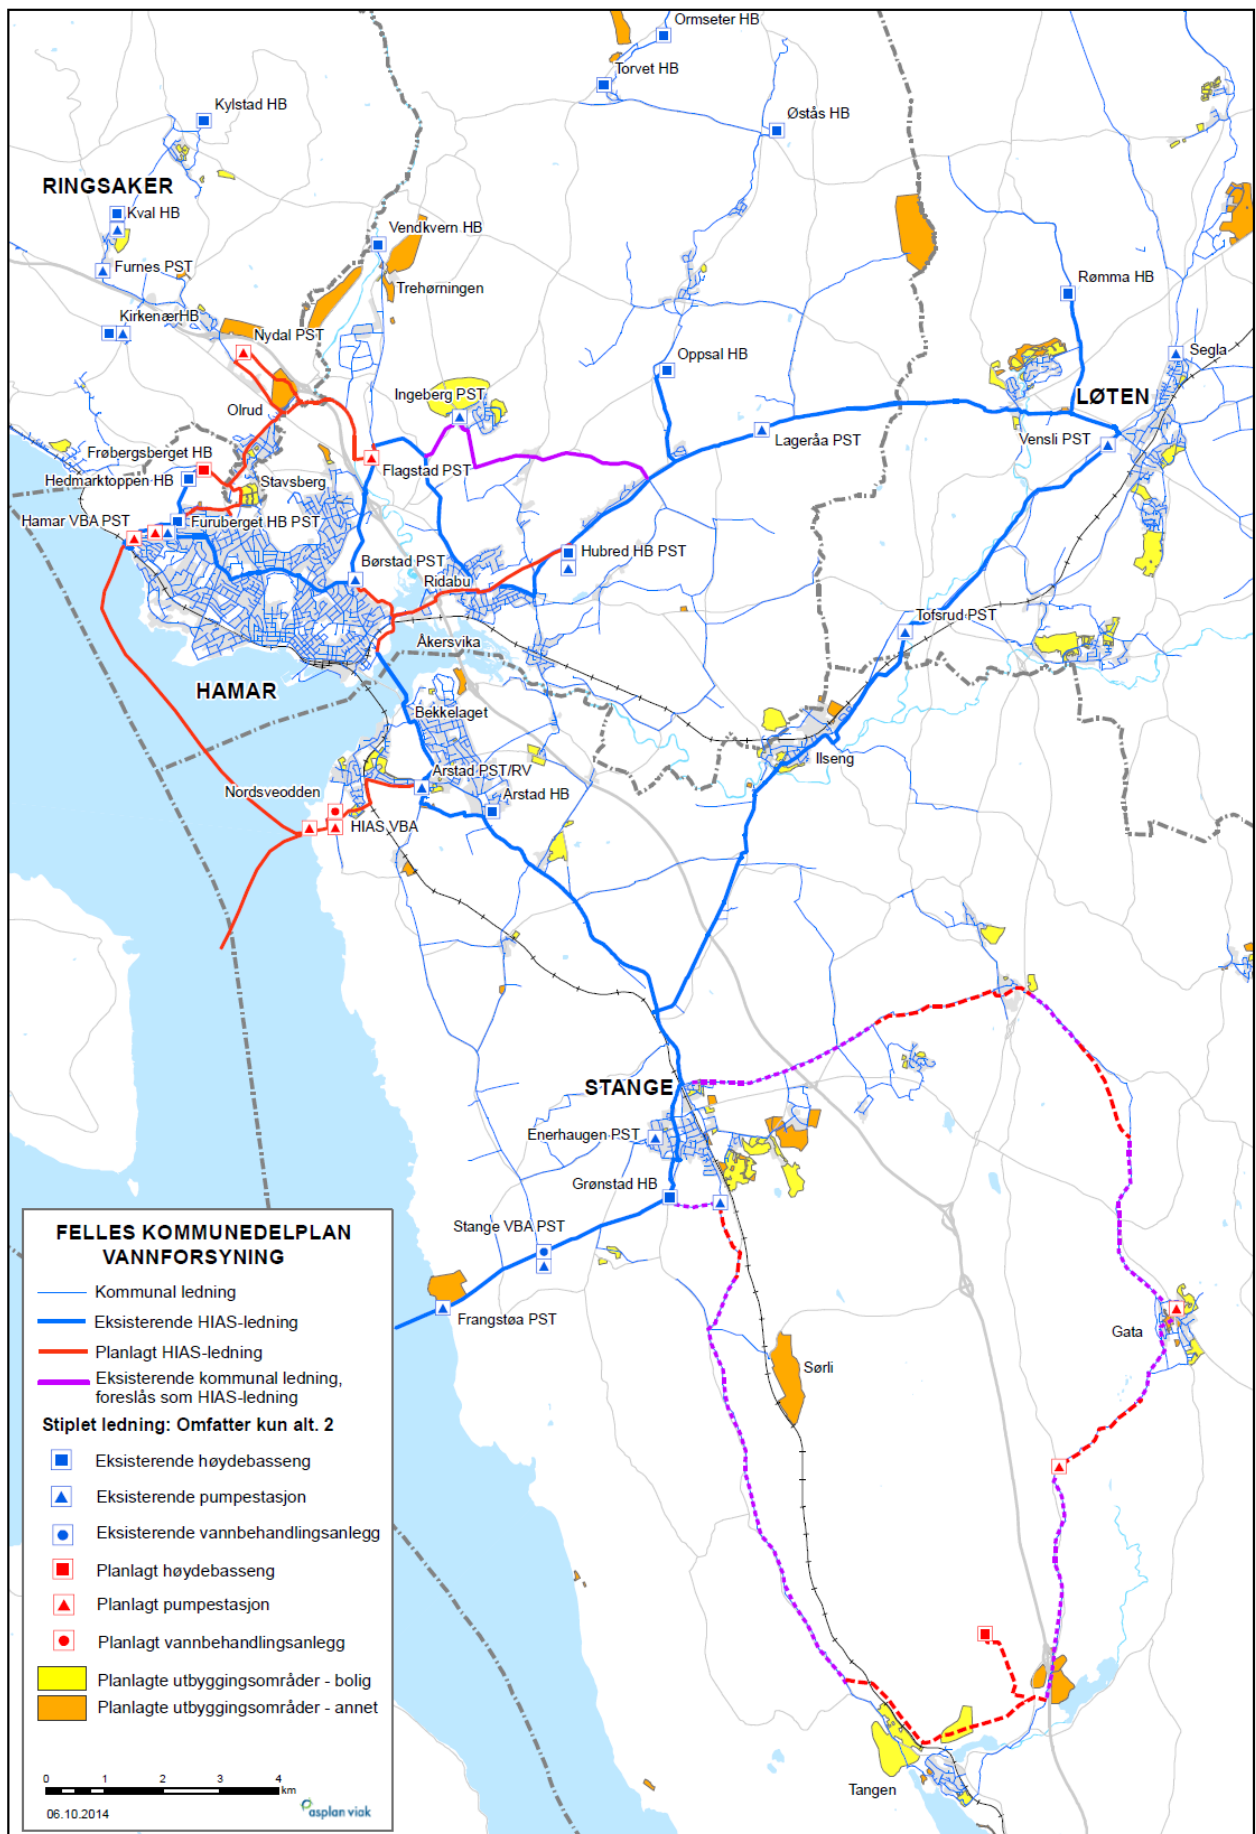 Ormseter HB
Torvet HB
Kylstad HB
Østås HB
RINGSAKER
Kval HB
Vendkvern HB
Furnes PST
Rømma HB
Trehørningen
KirkenærHB
Nydal PST
Segla
Oppsal HB
Ingeberg PST
LØTEN
Olrud
Lageråa PST
Vensli PST
Frøbergsberget HB
Flagstad PST
Hedmarktoppen HB
Stavsberg
Hamar VBA PST
Furuberget HB PST
Hubred HB PST
Børstad PST
Ridabu
Tofsrud PST
Åkersvika
HAMAR
Bekkelaget
Ilseng
Arstad PST/RV
Nordsveodden
Arstad HB
HIAS VBA
STANGE
Enerhaugen PST
Grønstad HB
Stange VBA PST
Frangstøa PST
Gata
Sørli
Tangen
FELLES KOMMUNEDELPLAN
VANNFORSYNING
Kommunal ledning
Eksisterende HIAS-ledning
Planlagt HIAS-ledning
Eksisterende kommunal ledning,
foreslås som HIAS-ledning
Stiplet ledning: Omfatter kun alt. 2
Eksisterende høydebasseng
Eksisterende pumpestasjon
Eksisterende vannbehandlingsanlegg
Planlagt høydebasseng
Planlagt pumpestasjon
Planlagt vannbehandlingsanlegg
Planlagte utbyggingsområder - bolig
Planlagte utbyggingsområder - annet
0 1 2 3 4
km
06.10.2014
asplan viak